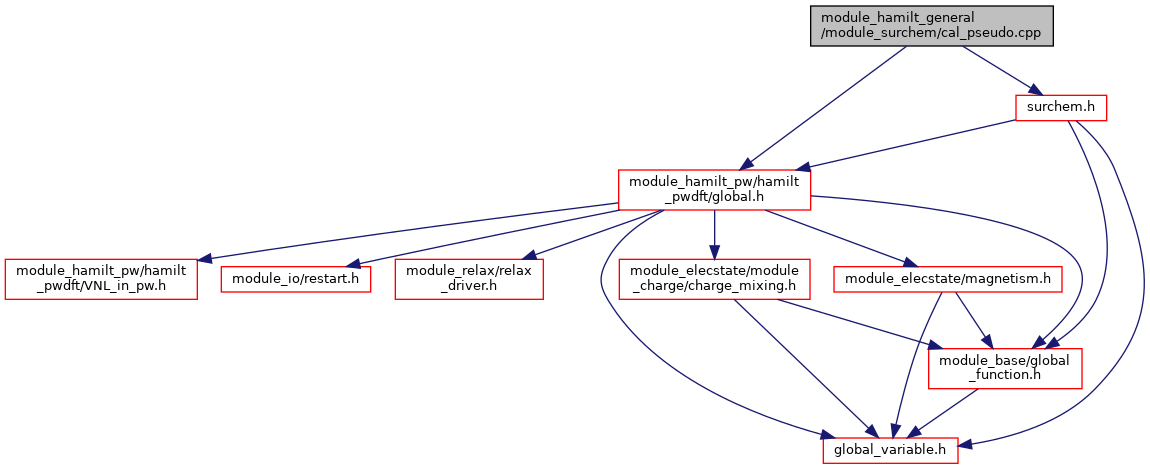 module_hamilt_general
/module_surchem/cal_pseudo.cpp
surchem.h
module_hamilt_pw/hamilt
_pwdft/global.h
module_hamilt_pw/hamilt
_pwdft/VNL_in_pw.h
module_io/restart.h
module_relax/relax
_driver.h
module_elecstate/module
_charge/charge_mixing.h
module_elecstate/magnetism.h
module_base/global
_function.h
global_variable.h